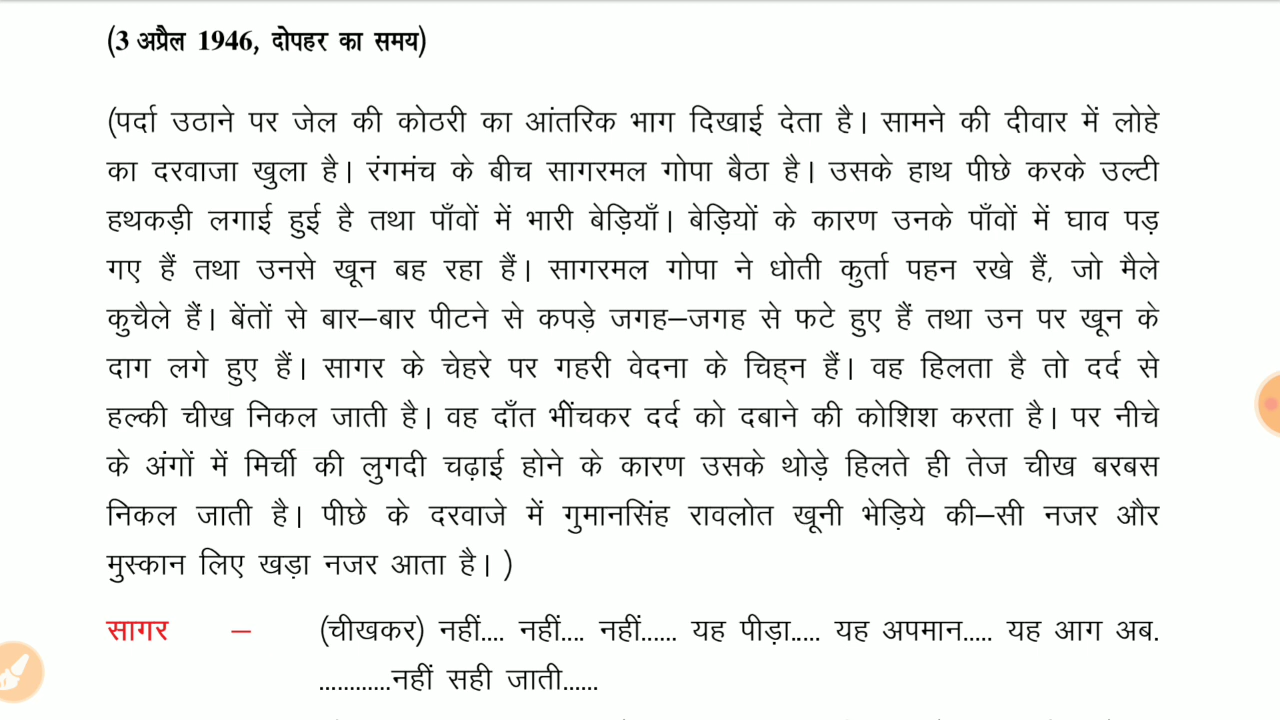 (3 अप्रैल 1946, दोपहर का समय)
(पर्दा उठाने पर जेल की कोठरी का आंतरिक भाग दिखाई देता है। सामने की दीवार में लोहे
का दरवाजा खुला है। रंगमंच के बीच सागरमल गोपा बैठा है। उसके हाथ पीछे करके उल्टी
हथकड़ी लगाई हुई है तथा पाँवों में भारी बेड़ियाँ। बेड़ियों के कारण उनके पाँवों में घाव पड़
गए हैं तथा उनसे खून बह रहा हैं। सागरमल गोपा ने धोती कुर्ता पहन रखे हैं, जो मैले
कुचैले हैं। बेंतों से बार–बार पीटने से कपड़े जगह–जगह से फटे हुए हैं तथा उन पर खून के
दाग लगे हुए हैं। सागर के चेहरे पर गहरी वेदना के चिह्न हैं। वह हिलता है तो दर्द से
हल्की चीख निकल जाती है। वह दाँत भींचकर दर्द को दबाने की कोशिश करता है। पर नीचे
के अंगों में मिर्ची की लुगदी चढ़ाई होने के कारण उसके थोड़े हिलते ही तेज चीख बरबस
निकल जाती है। पीछे के दरवाजे में गुमानसिंह रावलोत खूनी भेड़िये की–सी नजर और
मुस्कान लिए खड़ा नजर आता है। )
सागर – (चीखकर) नहीं.... नहीं.... नहीं...... यह पीड़ा..... यह अपमान..... यह आग अब.
............नहीं सही जाती......